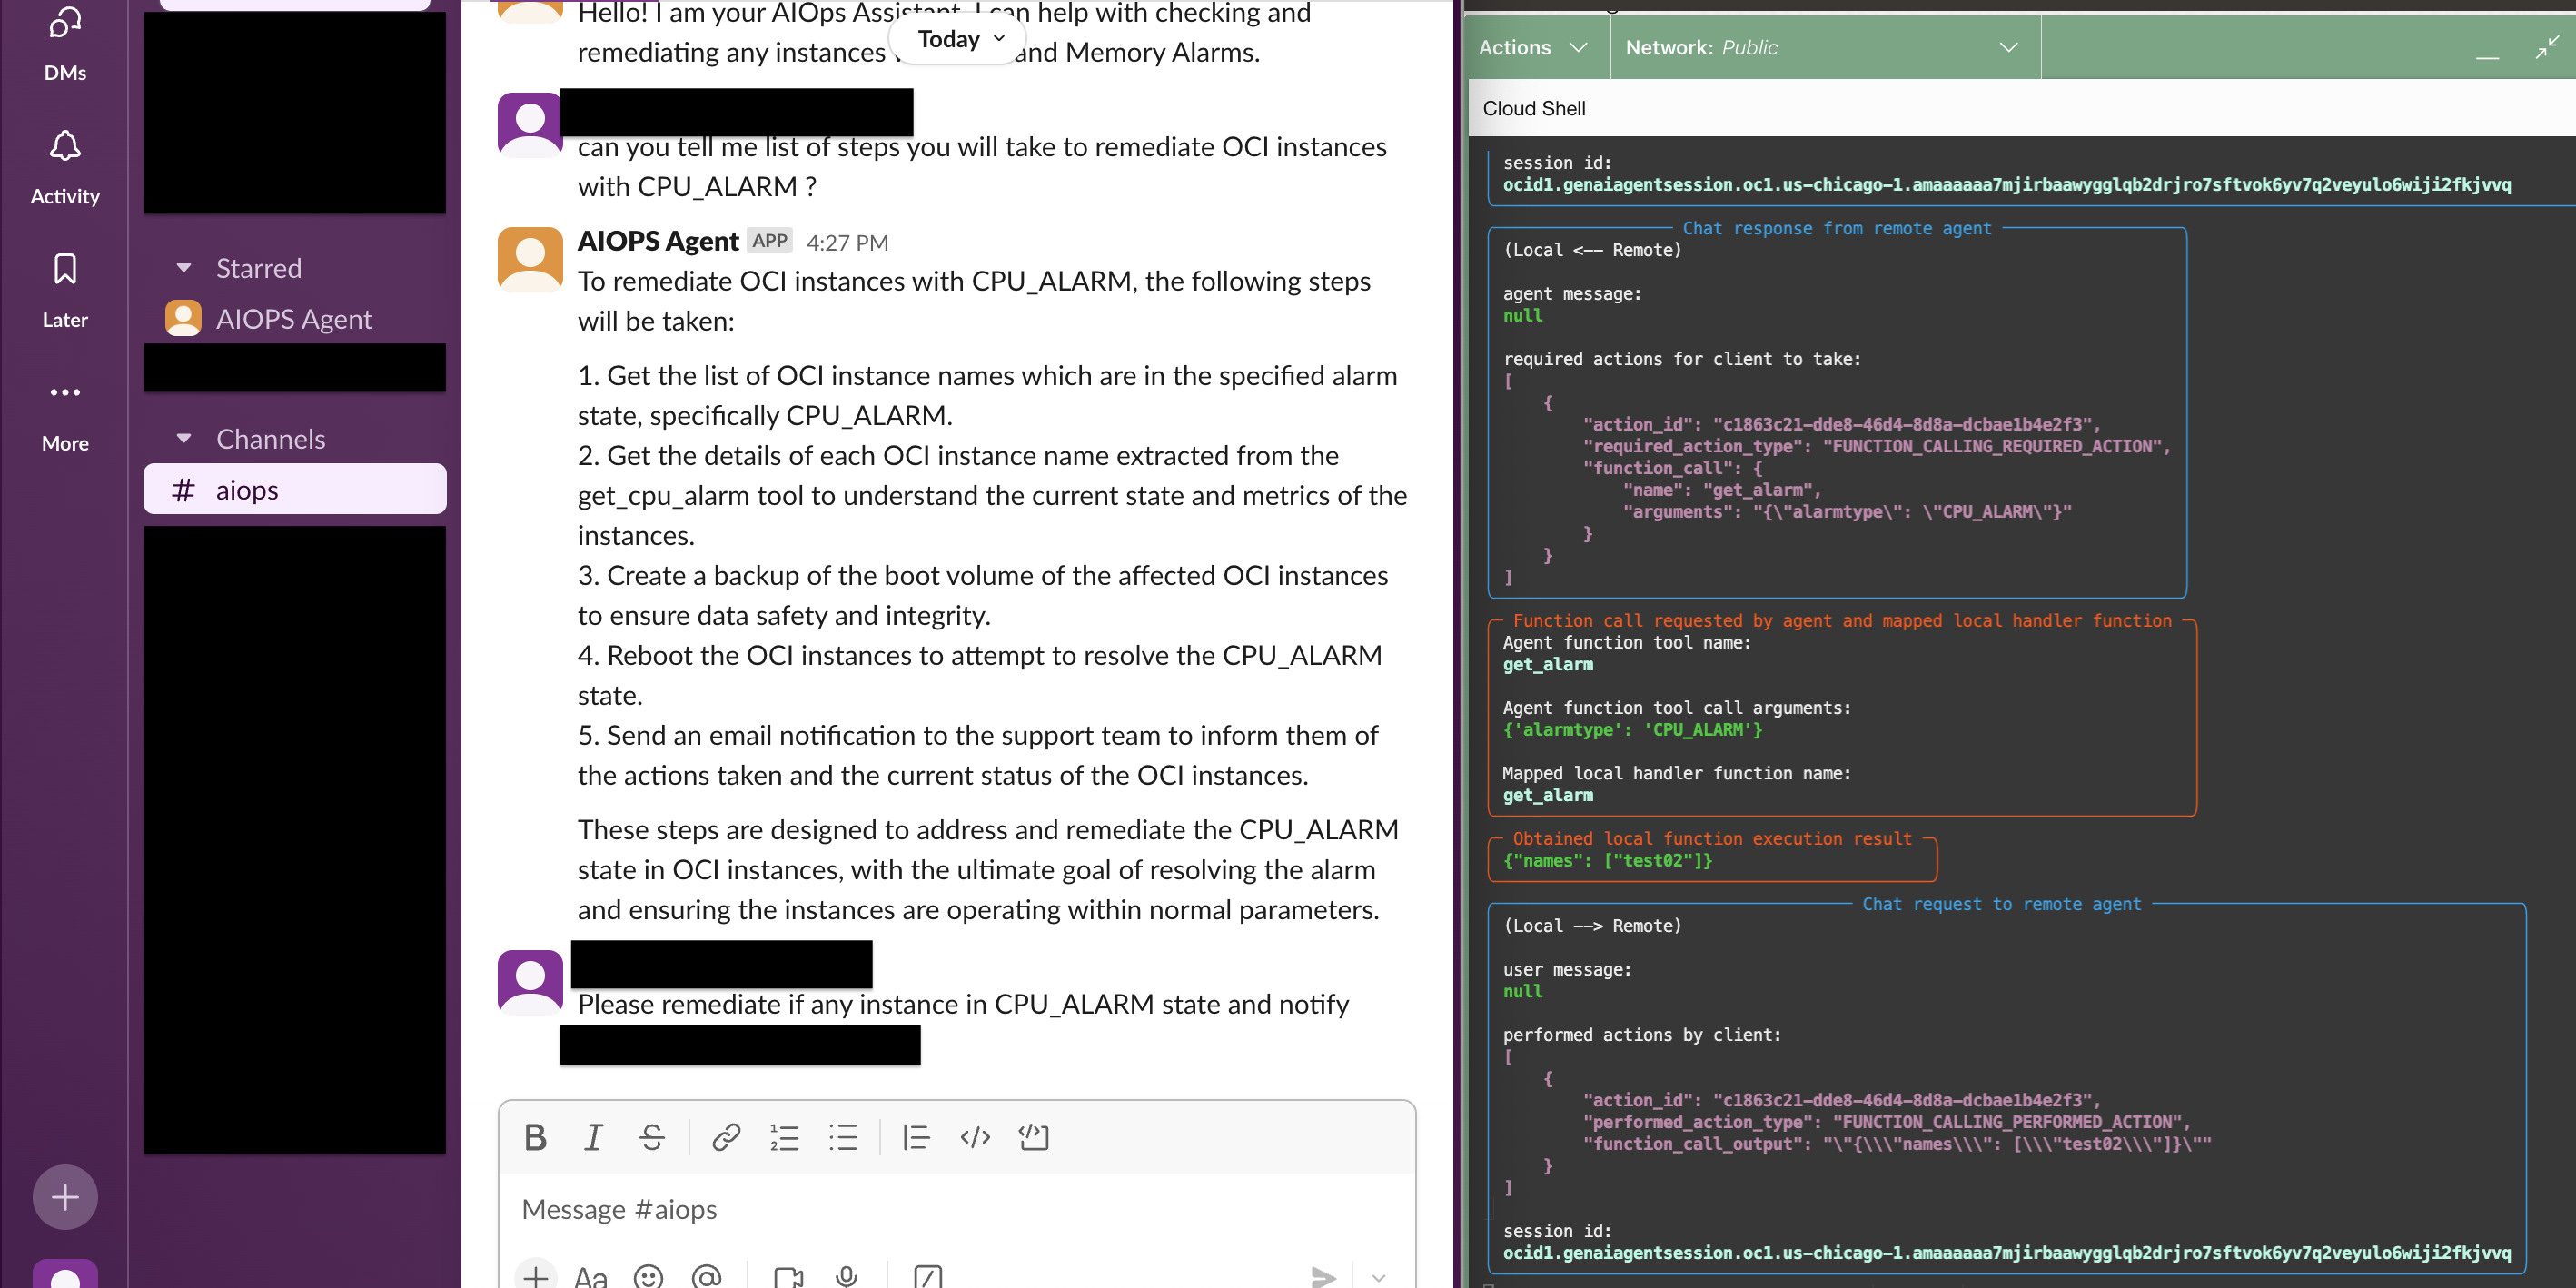 DMs
Activity
Later
More
Starred
AIOPS Agent
Channels
# aiops
Hello! I am your AIOps Assistant. I can help with checking and
remediating any instances and Memory Alarms.
Today
can you tell me list of steps you will take to remediate OCI instances
with CPU_ALARM ?
AIOPS Agent APP 4:27 PM
To remediate OCI instances with CPU_ALARM, the following steps
will be taken:
1. Get the list of OCI instance names which are in the specified alarm
state, specifically CPU_ALARM.
2. Get the details of each OCI instance name extracted from the
get_cpu_alarm tool to understand the current state and metrics of the
instances.
3. Create a backup of the boot volume of the affected OCI instances
to ensure data safety and integrity.
4. Reboot the OCI instances to attempt to resolve the CPU_ALARM
state.
5. Send an email notification to the support team to inform them of
the actions taken and the current status of the OCI instances.
These steps are designed to address and remediate the CPU_ALARM
state in OCI instances, with the ultimate goal of resolving the alarm
and ensuring the instances are operating within normal parameters.
Please remediate if any instance in CPU_ALARM state and notify
B I S
Message #aiops
Aa
Actions
Network: Public
Cloud Shell
session id:
ocid1.genaiagentsession.oc1.us-chicago-1.amaaaaaa7mjirbaawygglqb2drjro7sftvok6yv7q2veyulo6wiji2fkjvvq
Chat response from remote agent
(Local <-- Remote)
agent message:
null
required actions for client to take:
[
{
"action_id": "c1863c21-dde8-46d4-8d8a-dcbae1b4e2f3",
"required_action_type": "FUNCTION_CALLING_REQUIRED_ACTION",
"function_call": {
"name": "get_alarm",
"arguments": "{\"alarmtype\": \"CPU_ALARM\"}"
}
}
]
Function call requested by agent and mapped local handler function
Agent function tool name:
get_alarm
Agent function tool call arguments:
{'alarmtype': 'CPU_ALARM'}
Mapped local handler function name:
get_alarm
Obtained local function execution result
{"names": ["test02"]}
Chat request to remote agent
(Local --> Remote)
user message:
null
performed actions by client:
[
{
"action_id": "c1863c21-dde8-46d4-8d8a-dcbae1b4e2f3",
"performed_action_type": "FUNCTION_CALLING_PERFORMED_ACTION",
"function_call_output": "\"{\\\"names\\\": [\\\"test02\\\"]}\""
}
]
session id:
ocid1.genaiagentsession.oc1.us-chicago-1.amaaaaaa7mjirbaawygglqb2drjro7sftvok6yv7q2veyulo6wiji2fkjvvq